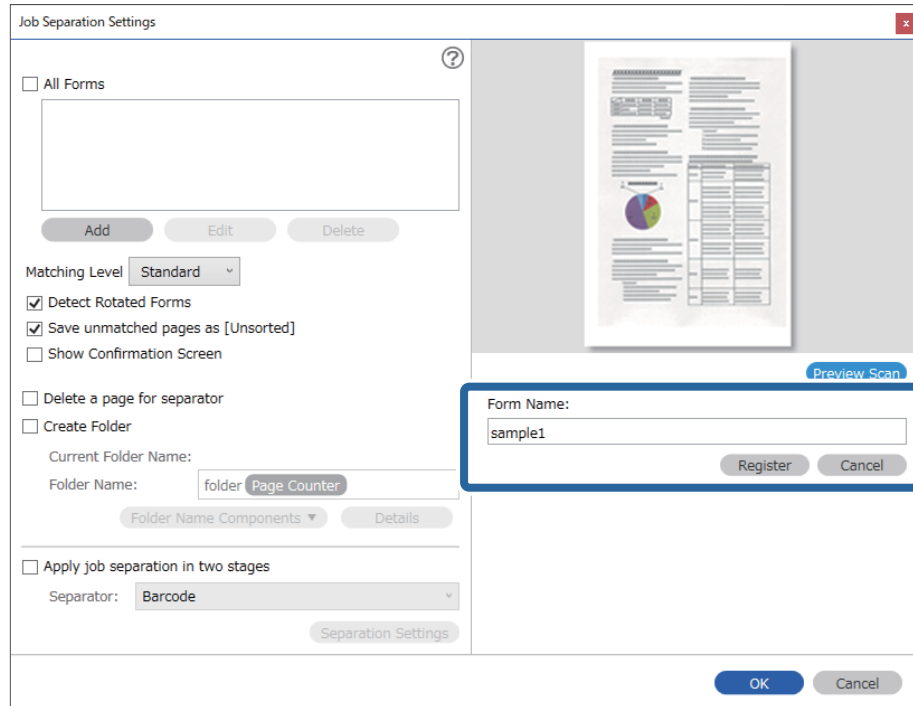 Job Separation Settings
x
?
All Forms
Add Edit Delete
Matching Level Standard
Detect Rotated Forms
Save unmatched pages as [Unsorted]
Show Confirmation Screen
Delete a page for separator
Create Folder
Current Folder Name:
Folder Name: folder Page Counter
Folder Name Components ▼ Details
Apply job separation in two stages
Separator: Barcode
Separation Settings
Preview Scan
Form Name:
sample1
Register Cancel
OK Cancel